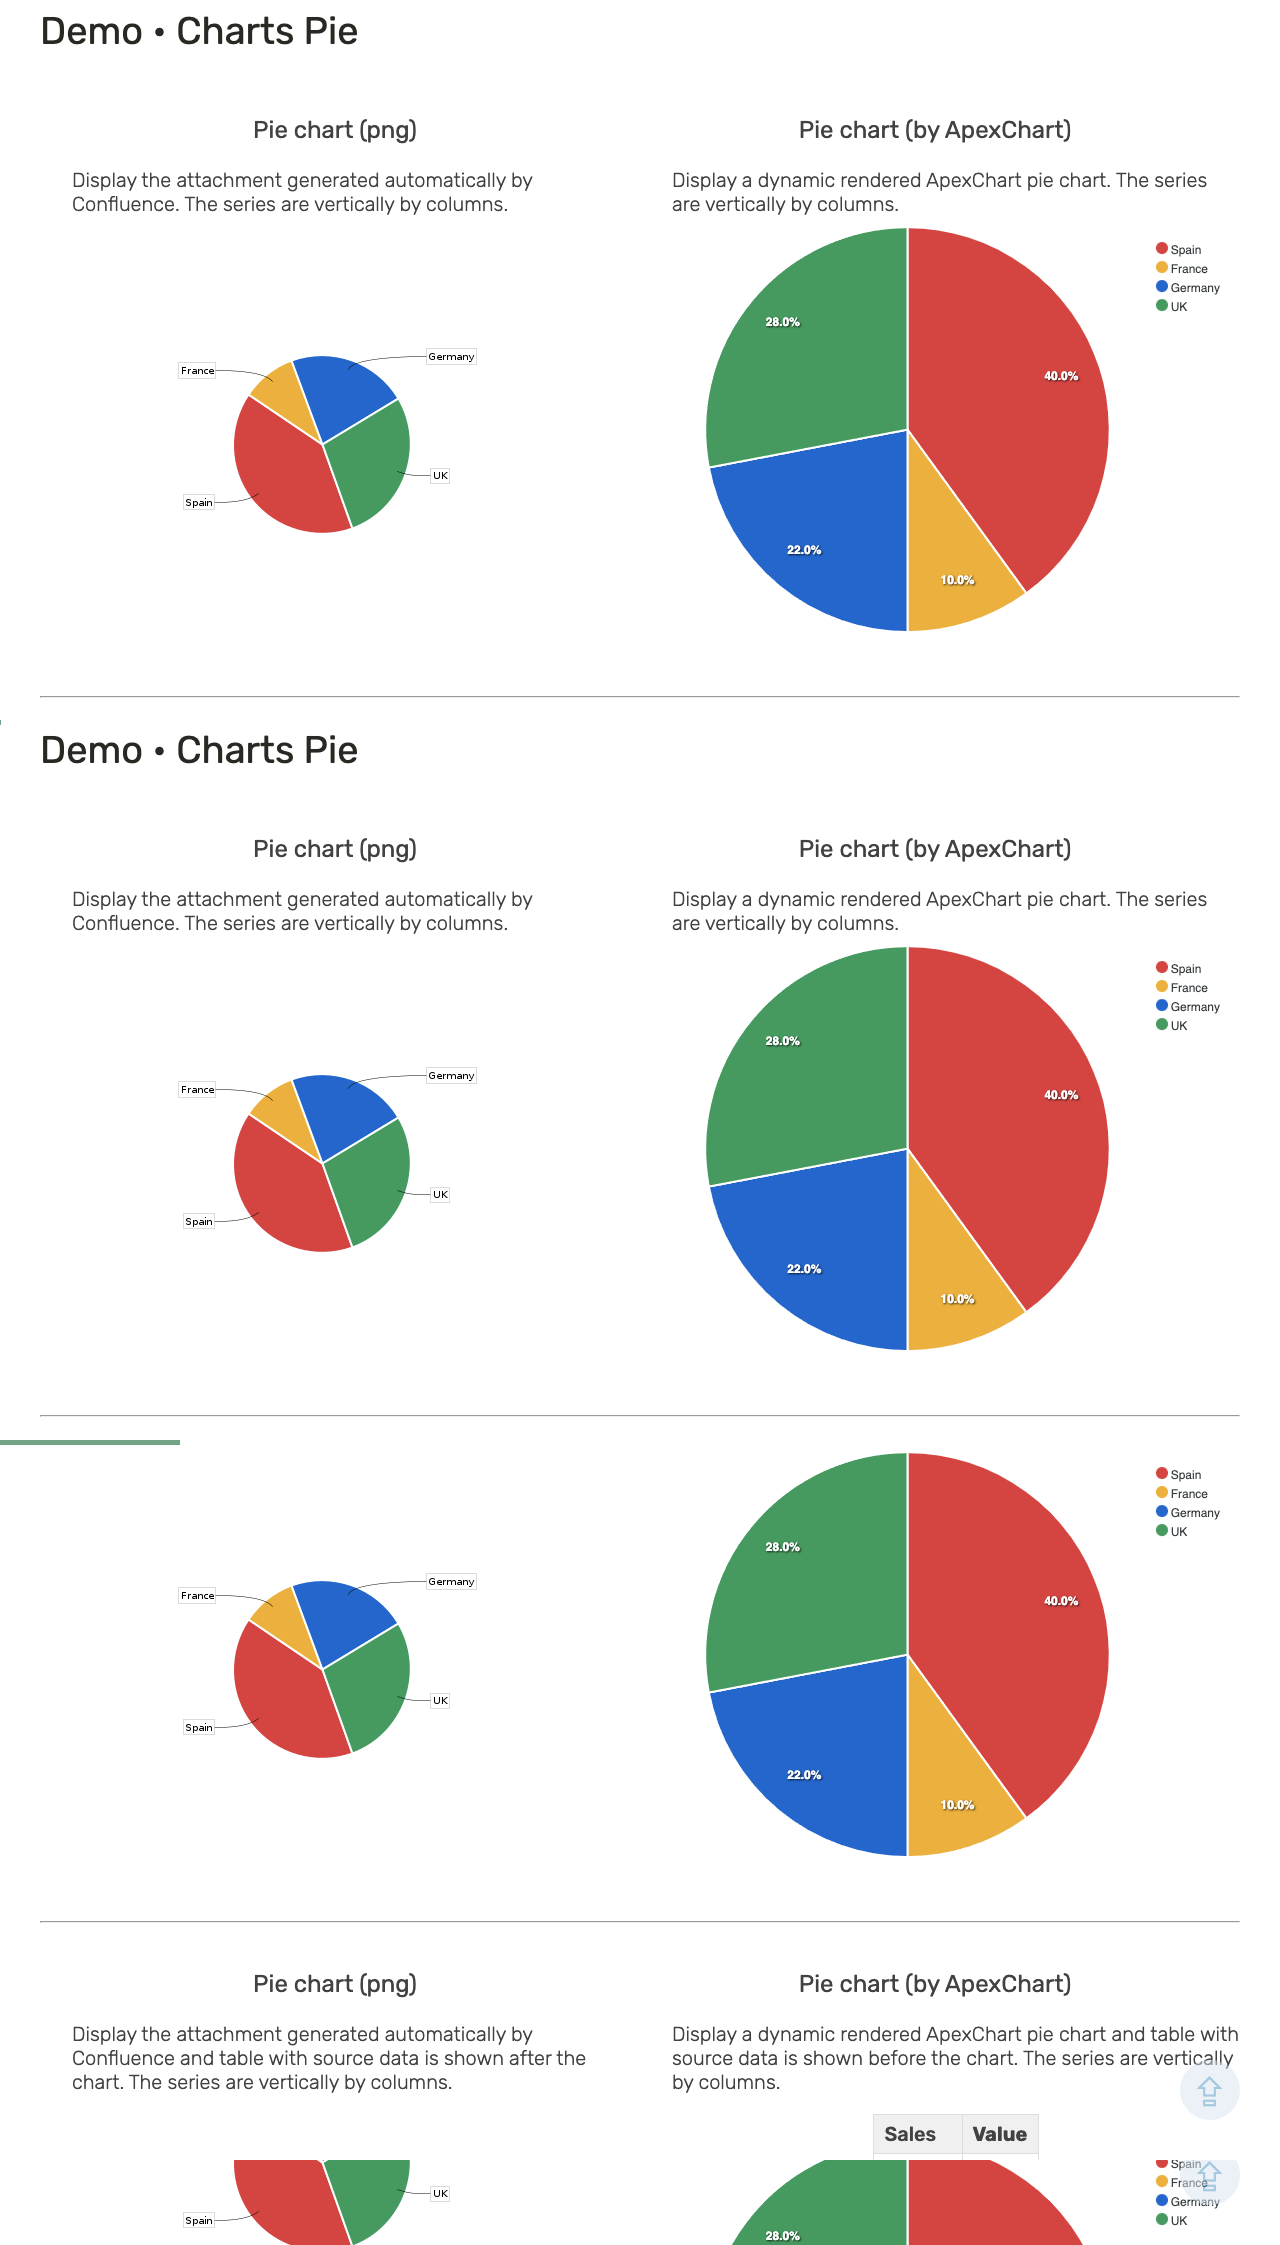 Demo • Charts Pie
Pie chart (png)
Display the attachment generated automatically by
Confluence. The series are vertically by columns.
France
Germany
UK
Spain
Pie chart (by ApexChart)
Display a dynamic rendered ApexChart pie chart. The series
are vertically by columns.
Spain
France
Germany
UK
28.0%
40.0%
22.0%
10.0%
Demo • Charts Pie
Pie chart (png)
Display the attachment generated automatically by
Confluence. The series are vertically by columns.
France
Germany
UK
Spain
Pie chart (by ApexChart)
Display a dynamic rendered ApexChart pie chart. The series
are vertically by columns.
Spain
France
Germany
UK
28.0%
40.0%
22.0%
10.0%
France
Germany
UK
Spain
Spain
France
Germany
UK
28.0%
40.0%
22.0%
10.0%
Pie chart (png)
Display the attachment generated automatically by
Confluence and table with source data is shown after the
chart. The series are vertically by columns.
Pie chart (by ApexChart)
Display a dynamic rendered ApexChart pie chart and table with
source data is shown before the chart. The series are vertically
by columns.
Sales Value
UK
Spain
Spain
France
Germany
UK
28.0%